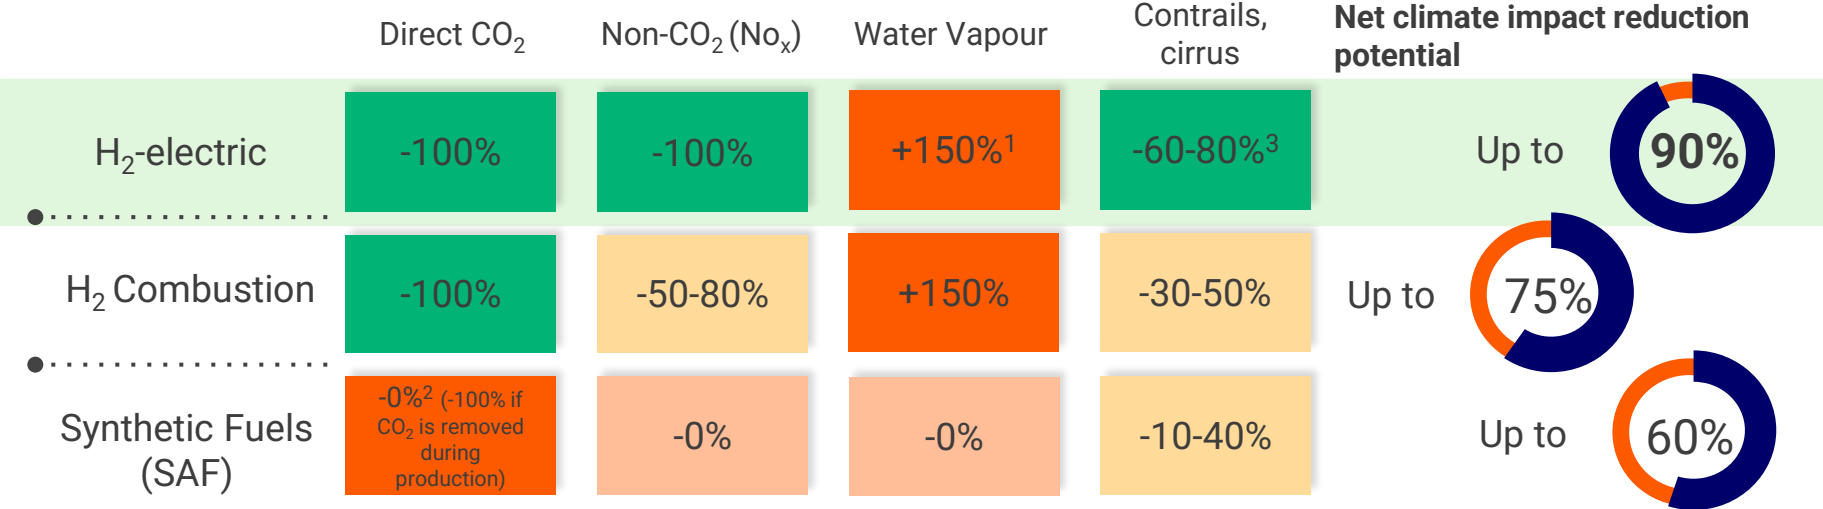 Direct CO₂
Non-CO₂ (Noₓ)
Water Vapour
Contrails,
cirrus
Net climate impact reduction
potential
H₂-electric
-100%
-100%
+150%¹
-60-80%³
Up to
90%
H₂ Combustion
-100%
-50-80%
+150%
-30-50%
Up to
75%
Synthetic Fuels
(SAF)
-0%² (-100% if
CO₂ is removed
during
production)
-0%
-0%
-10-40%
Up to
60%